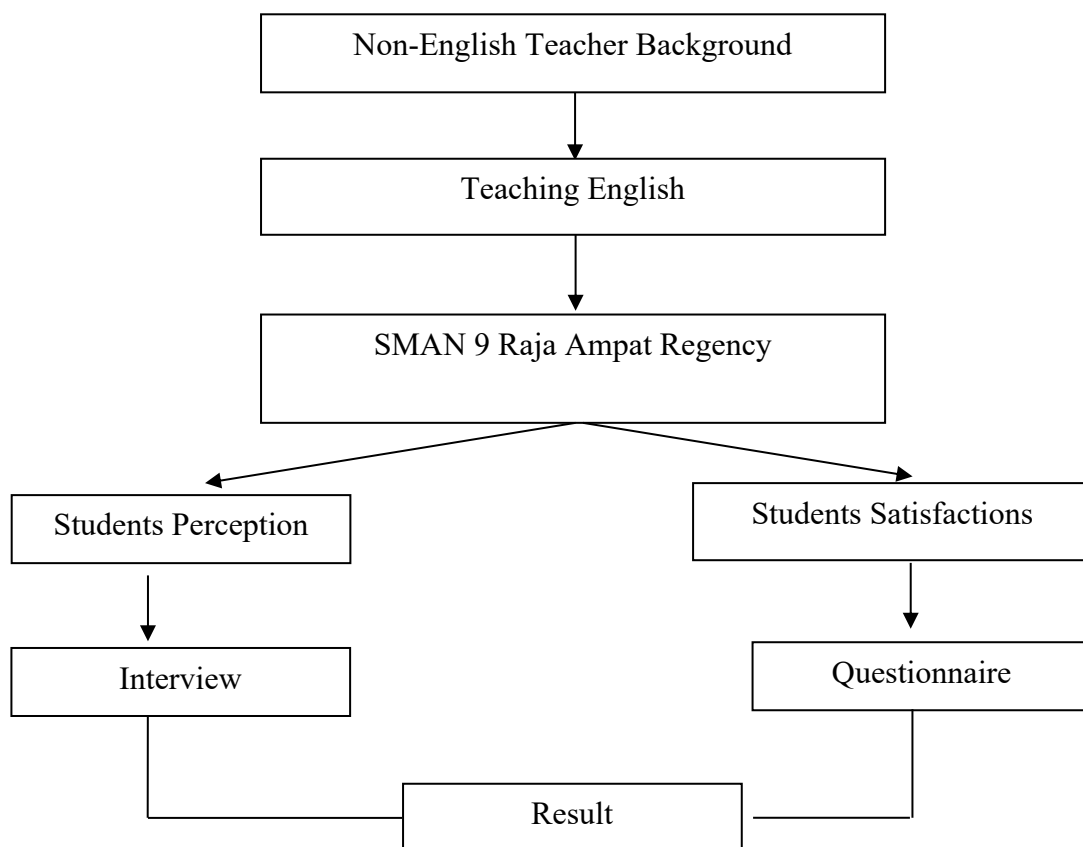 Non-English Teacher Background
Teaching English
SMAN 9 Raja Ampat Regency
Students Perception
Students Satisfactions
Interview
Questionnaire
Result